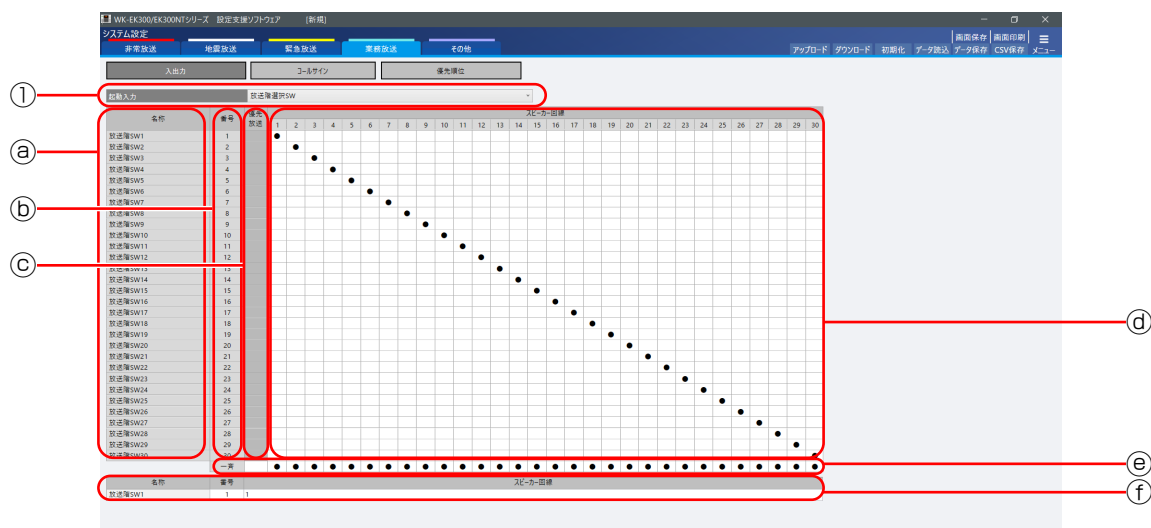 WK-EK300/EK300NTシリーズ 設定支援ソフトウェア [新規]
システム設定
画面保存 画面印刷
非常放送 地震放送 緊急放送 業務放送 その他
アップロード ダウンロード 初期化 データ読込 データ保存 CSV保存 メニュー
入出力 コールサイン 優先順位
① 起動入力 放送階選択SW
名称 番号 優先放送 スピーカー回線
1 2 3 4 5 6 7 8 9 10 11 12 13 14 15 16 17 18 19 20 21 22 23 24 25 26 27 28 29 30
放送階SW1 1
放送階SW2 2
放送階SW3 3
ⓐ 放送階SW4 4
放送階SW5 5
放送階SW6 6
放送階SW7 7
ⓑ 放送階SW8 8
放送階SW9 9
放送階SW10 10
放送階SW11 11
放送階SW12 12
ⓒ 放送階SW13 13
放送階SW14 14
放送階SW15 15
放送階SW16 16
放送階SW17 17
放送階SW18 18 ⓓ
放送階SW19 19
放送階SW20 20
放送階SW21 21
放送階SW22 22
放送階SW23 23
放送階SW24 24
放送階SW25 25
放送階SW26 26
放送階SW27 27
放送階SW28 28
放送階SW29 29
放送階SW30 30
一斉 ⓔ
名称 番号 スピーカー回線
放送階SW1 1 1 ⓕ